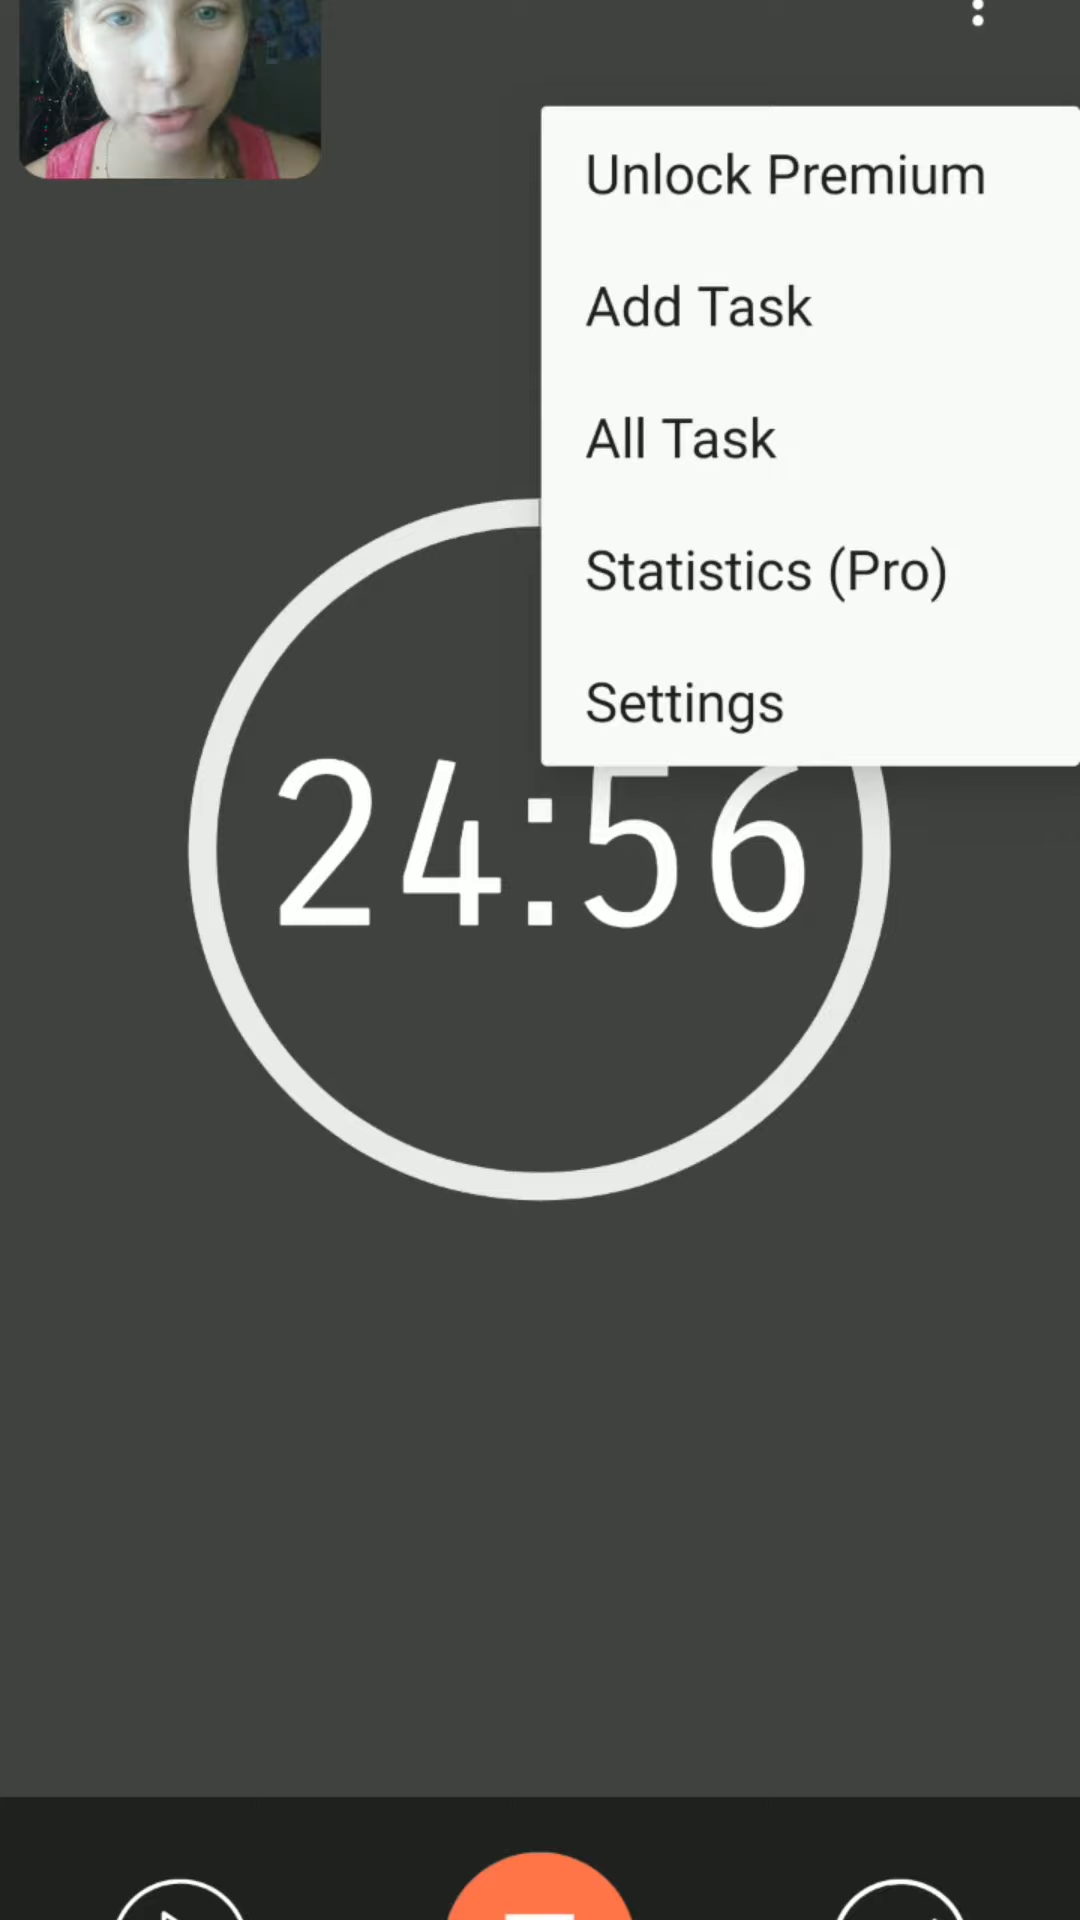 Unlock Premium
Add Task
All Task
Statistics (Pro)
Settings
24:56